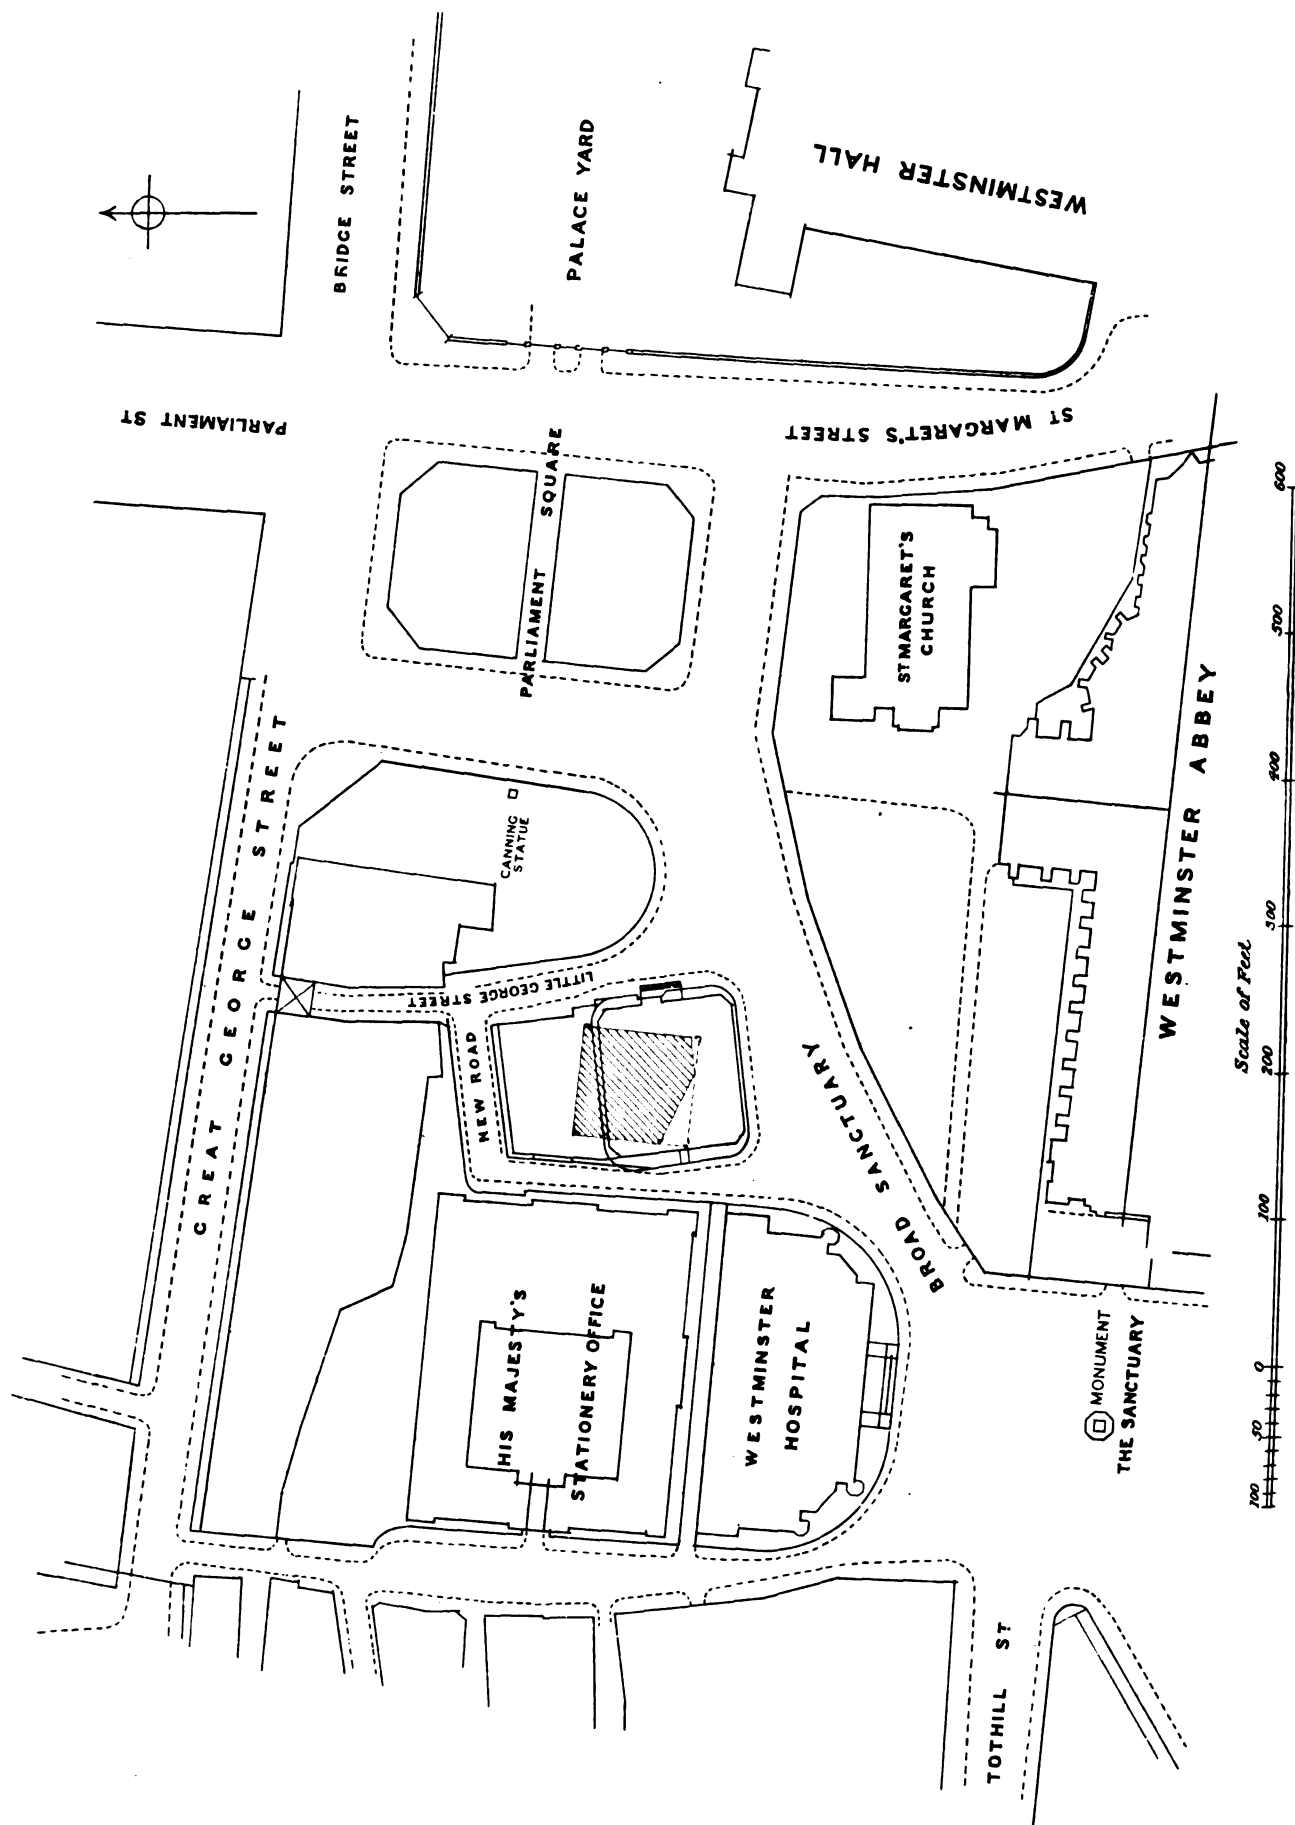 BRIDGE STREET
PALACE YARD
WESTMINSTER HALL
PARLIAMENT ST
PARLIAMENT SQUARE
ST MARGARET'S STREET
ST MARGARET'S
CHURCH
GREAT GEORGE STREET
CANNING
STATUE
LITTLE GEORGE STREET
NEW ROAD
BROAD SANCTUARY
WESTMINSTER ABBEY
HIS MAJESTY'S
STATIONERY OFFICE
WESTMINSTER
HOSPITAL
MONUMENT
THE SANCTUARY
TOTHILL ST
Scale of Feet
100 50 0 100 200 300 400 500 600